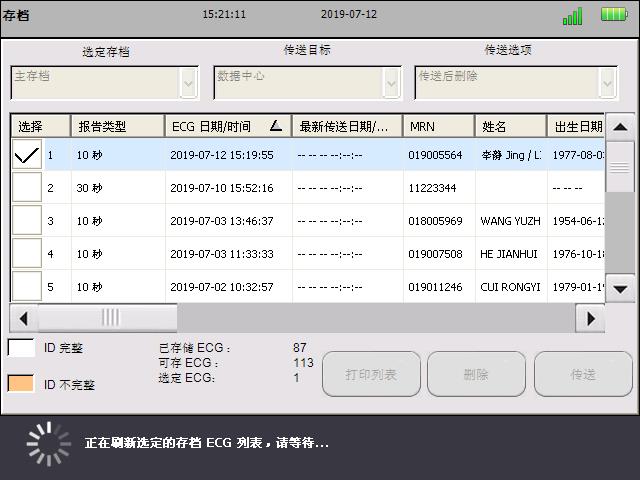 存档 15:21:11 2019-07-12
选定存档 传送目标 传送选项
主存档 数据中心 传送后删除
选择 报告类型 ECG 日期/时间 最新传送日期/... MRN 姓名 出生日期
1 10 秒 2019-07-12 15:19:55 -- -- -- --:--:-- 019005564 Jing / L 1977-08-0
2 30 秒 2019-07-10 15:52:16 -- -- -- --:--:-- 11223344 -- -- --
3 10 秒 2019-07-03 13:46:37 -- -- -- --:--:-- 018005969 WANG YUZH 1954-06-1
4 10 秒 2019-07-03 11:33:33 -- -- -- --:--:-- 019007508 HE JIANHUI 1976-10-1
5 10 秒 2019-07-02 10:32:57 -- -- -- --:--:-- 019011246 CUI RONGYI 1979-01-1
ID 完整
ID 不完整
已存储 ECG： 87
可存 ECG： 113
选定 ECG： 1
打印列表 删除 传送
正在刷新选定的存档 ECG 列表，请等待...